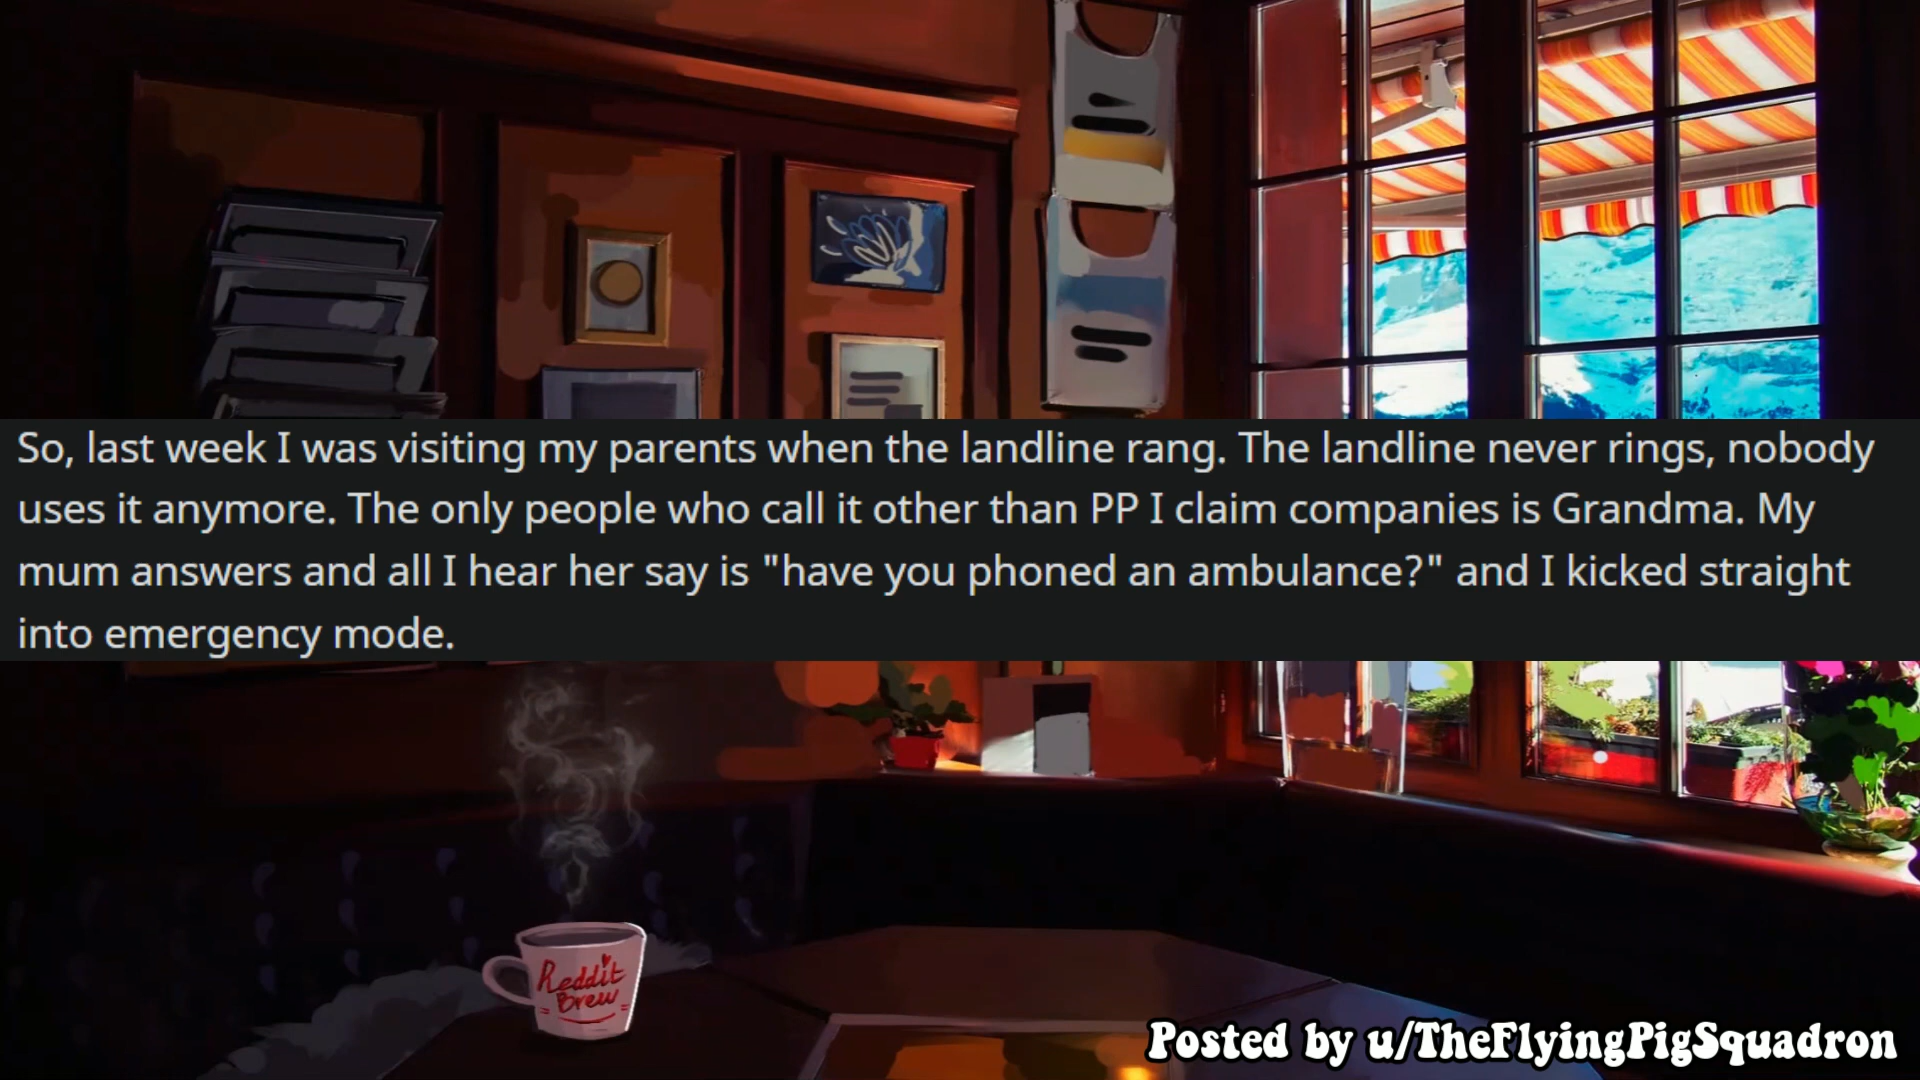 So, last week I was visiting my parents when the landline rang. The landline never rings, nobody
uses it anymore. The only people who call it other than PP I claim companies is Grandma. My
mum answers and all I hear her say is "have you phoned an ambulance?" and I kicked straight
into emergency mode.
Reddit
Brew
Posted by u/TheFlyingPigSquadron